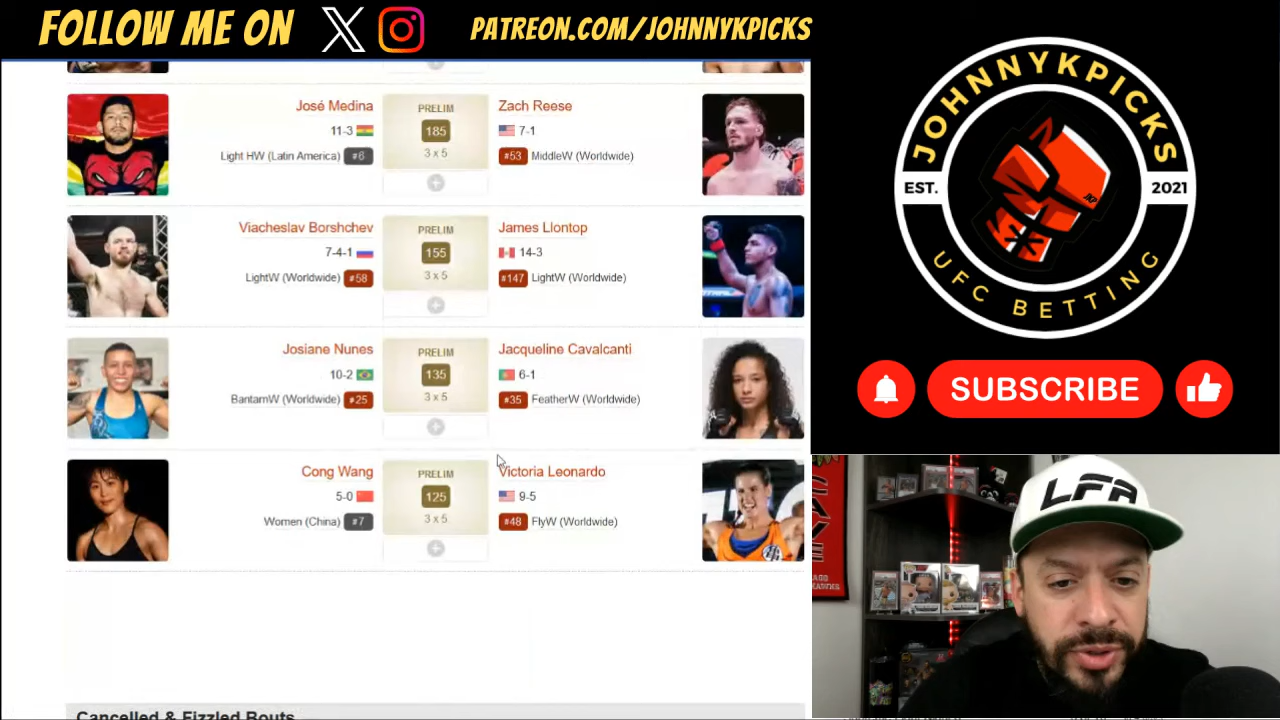 FOLLOW ME ON
PATREON.COM/JOHNNYKPICKS
José Medina
11-3
Light HW (Latin America) #6
PRELIM
185
3 x 5
Zach Reese
7-1
#53 MiddleW (Worldwide)
Viacheslav Borshchev
7-4-1
LightW (Worldwide) #58
PRELIM
155
3 x 5
James Llontop
14-3
#147 LightW (Worldwide)
Josiane Nunes
10-2
BantamW (Worldwide) #25
PRELIM
135
3 x 5
Jacqueline Cavalcanti
6-1
#35 FeatherW (Worldwide)
Cong Wang
5-0
Women (China) #7
PRELIM
125
3 x 5
Victoria Leonardo
9-5
#48 FlyW (Worldwide)
Cancelled & Fizzled Bouts
JOHNNYKPICKS
EST. 2021
JKP
UFC BETTING
SUBSCRIBE
LFA